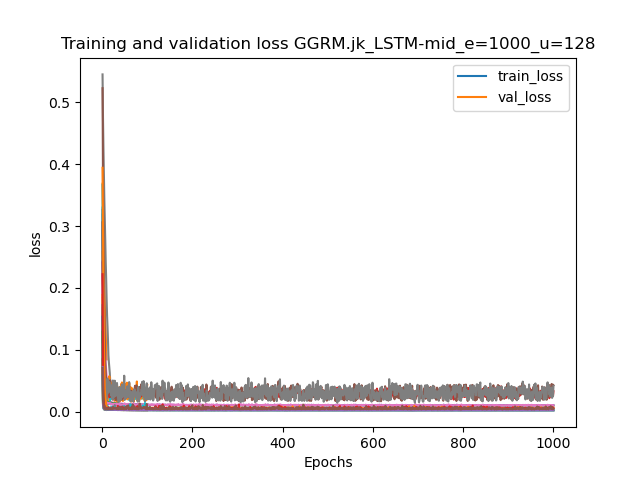 Training and validation loss GGRM.jk_LSTM-mid_e=1000_u=128
train_loss
val_loss
0.5
0.4
0.3
0.2
0.1
0.0
loss
0 200 400 600 800 1000
Epochs